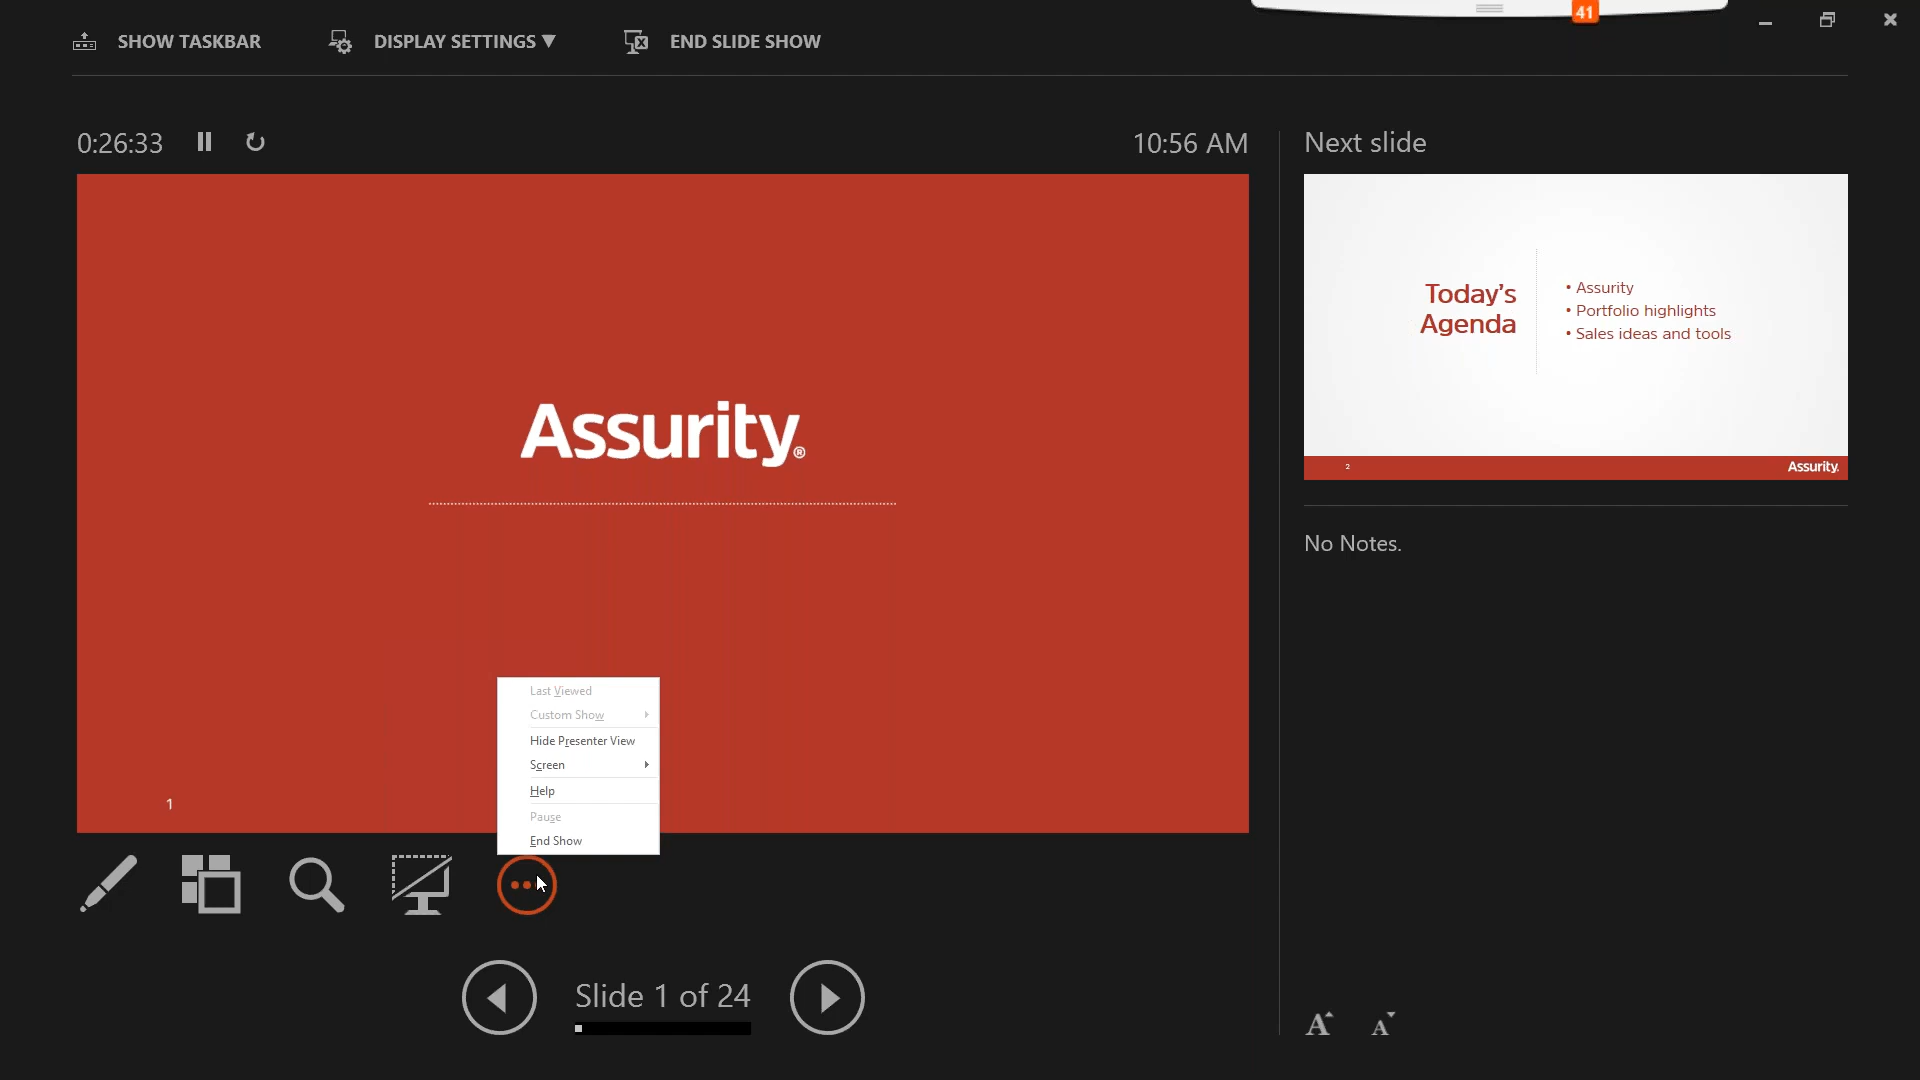 41
SHOW TASKBAR
DISPLAY SETTINGS ▼
END SLIDE SHOW
0:26:33
10:56 AM
Next slide
Assurity®
1
Today's
Agenda
• Assurity
• Portfolio highlights
• Sales ideas and tools
2
Assurity.
No Notes.
Last Viewed
Custom Show
Hide Presenter View
Screen
Help
Pause
End Show
Slide 1 of 24
A
A